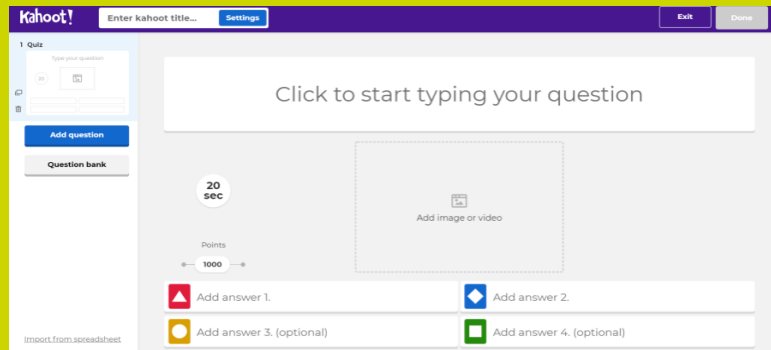 Kahoot!
Enter kahoot title...
Settings
Exit
Done
1 Quiz
Type your question
20
Add question
Question bank
Import from spreadsheet
Click to start typing your question
20
sec
Add image or video
Points
1000
Add answer 1.
Add answer 2.
Add answer 3. (optional)
Add answer 4. (optional)